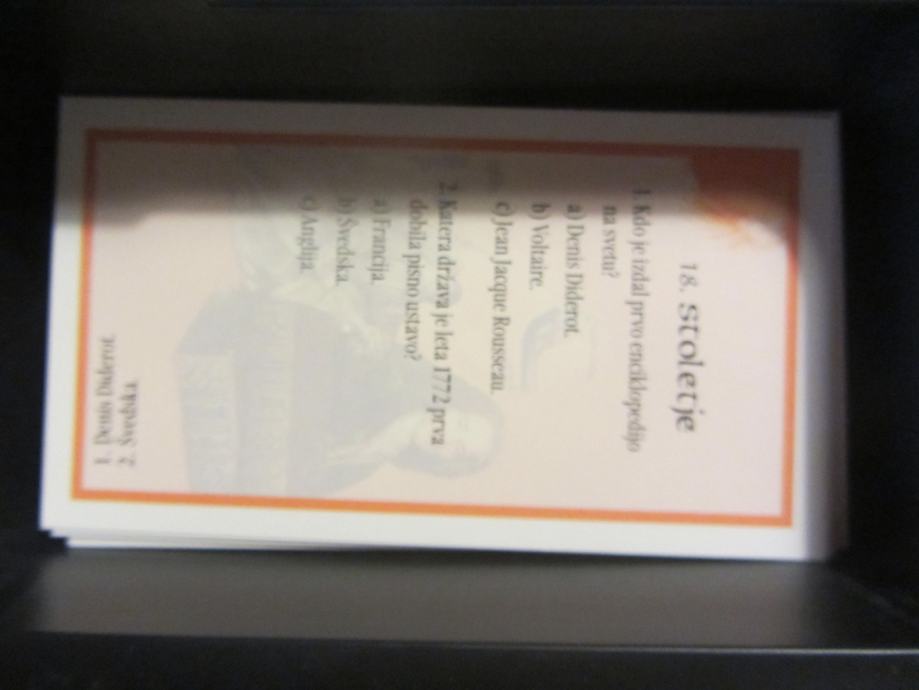 18. stoletje
1. Kdo je izdal prvo enciklopedijo
na svetu?
a) Denis Diderot.
b) Voltaire.
c) Jean Jacque Rousseau.
2. Katera država je leta 1772 prva
dobila pisno ustavo?
a) Francija.
b) Švedska.
c) Anglija.
1. Denis Diderot.
2. Švedska.